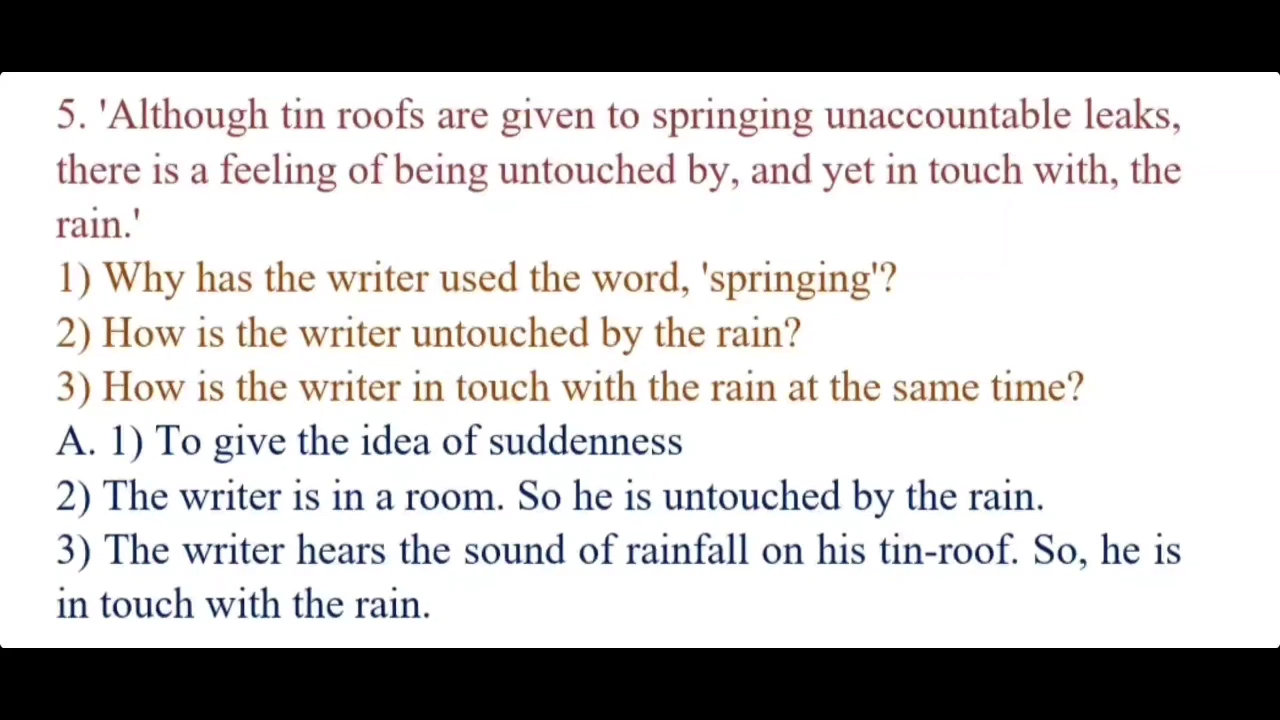 5. 'Although tin roofs are given to springing unaccountable leaks,
there is a feeling of being untouched by, and yet in touch with, the
rain.'
1) Why has the writer used the word, 'springing'?
2) How is the writer untouched by the rain?
3) How is the writer in touch with the rain at the same time?
A. 1) To give the idea of suddenness
2) The writer is in a room. So he is untouched by the rain.
3) The writer hears the sound of rainfall on his tin-roof. So, he is
in touch with the rain.